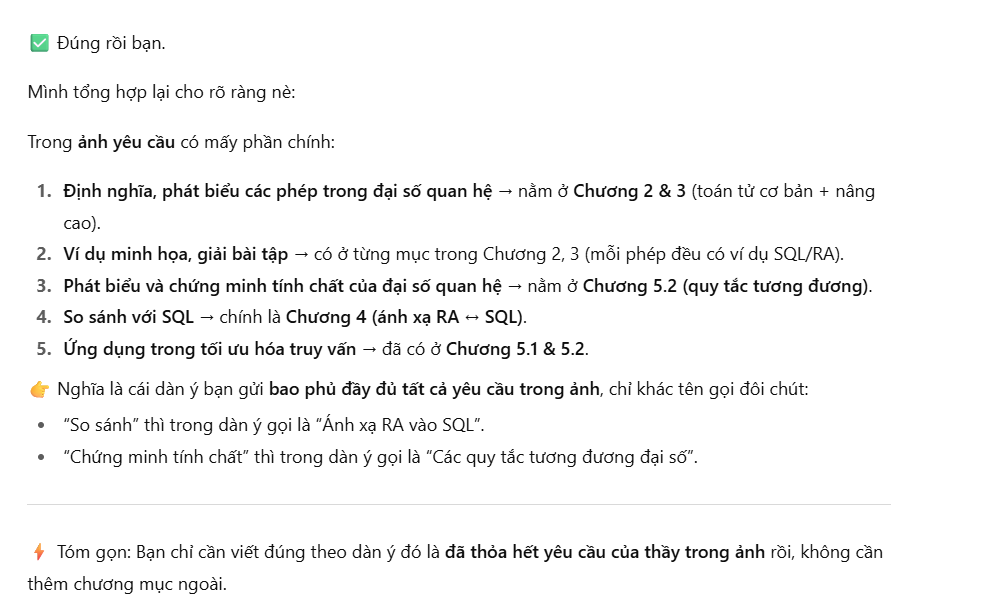 ✅ Đúng rồi bạn.
Mình tổng hợp lại cho rõ ràng nè:
Trong ảnh yêu cầu có mấy phần chính:
1. Định nghĩa, phát biểu các phép trong đại số quan hệ → nằm ở Chương 2 & 3 (toán tử cơ bản + nâng
cao).
2. Ví dụ minh họa, giải bài tập → có ở từng mục trong Chương 2, 3 (mỗi phép đều có ví dụ SQL/RA).
3. Phát biểu và chứng minh tính chất của đại số quan hệ → nằm ở Chương 5.2 (quy tắc tương đương).
4. So sánh với SQL → chính là Chương 4 (ánh xạ RA ↔ SQL).
5. Ứng dụng trong tối ưu hóa truy vấn → đã có ở Chương 5.1 & 5.2.
👉 Nghĩa là cái dàn ý bạn gửi bao phủ đầy đủ tất cả yêu cầu trong ảnh, chỉ khác tên gọi đôi chút:
• “So sánh” thì trong dàn ý gọi là “Ánh xạ RA vào SQL”.
• “Chứng minh tính chất” thì trong dàn ý gọi là “Các quy tắc tương đương đại số”.
⚡ Tóm gọn: Bạn chỉ cần viết đúng theo dàn ý đó là đã thỏa hết yêu cầu của thầy trong ảnh rồi, không cần
thêm chương mục ngoài.